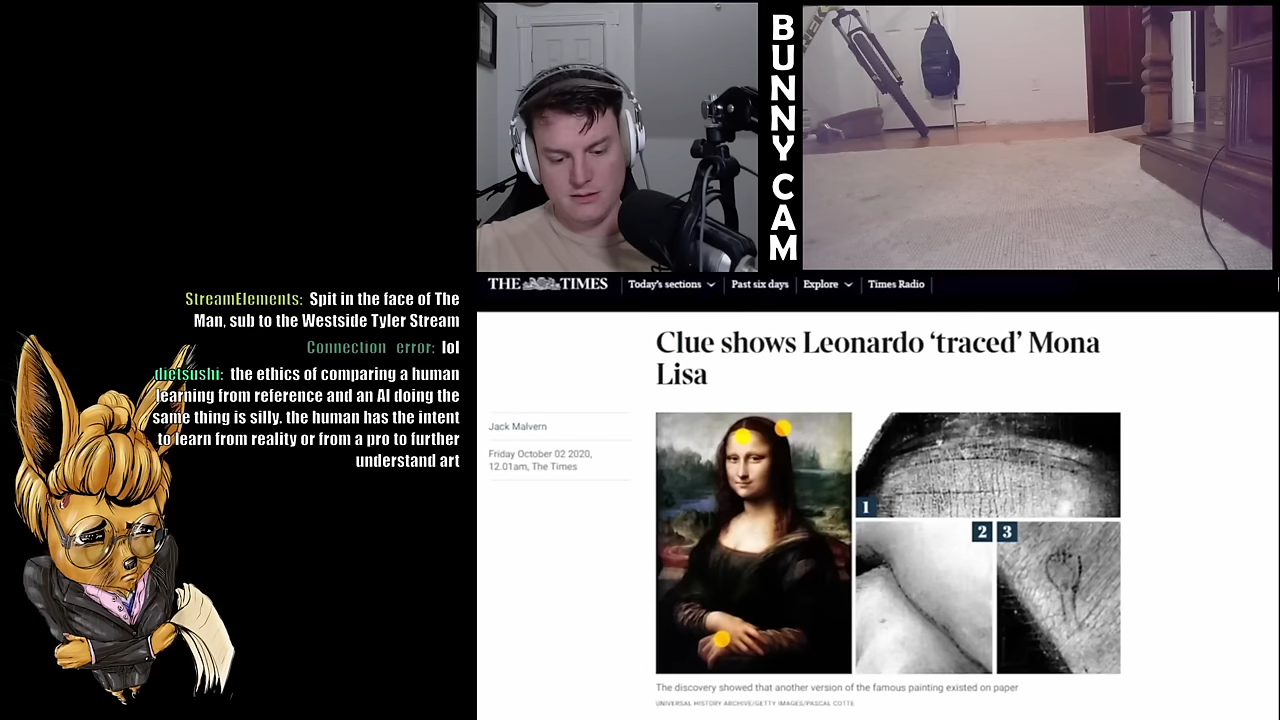 StreamElements: Spit in the face of The
Man, sub to the Westside Tyler Stream
Connection error: lol
dietsushi: the ethics of comparing a human
learning from reference and an AI doing the
same thing is silly. the human has the intent
to learn from reality or from a pro to further
understand art
BUNNY CAM
THE TIMES
Today's sections
Past six days
Explore
Times Radio
Clue shows Leonardo ‘traced’ Mona
Lisa
Jack Malvern
Friday October 02 2020,
12.01am, The Times
1
2
3
The discovery showed that another version of the famous painting existed on paper
UNIVERSAL HISTORY ARCHIVE/GETTY IMAGES/PASCAL COTTE